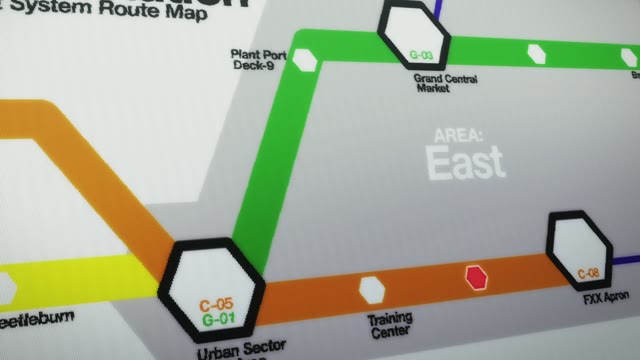 System Route Map
Plant Port
Deck-9
G-03
Grand Central
Market
AREA:
East
C-05
G-01
Urban Sector
Training
Center
C-08
FXX Apron